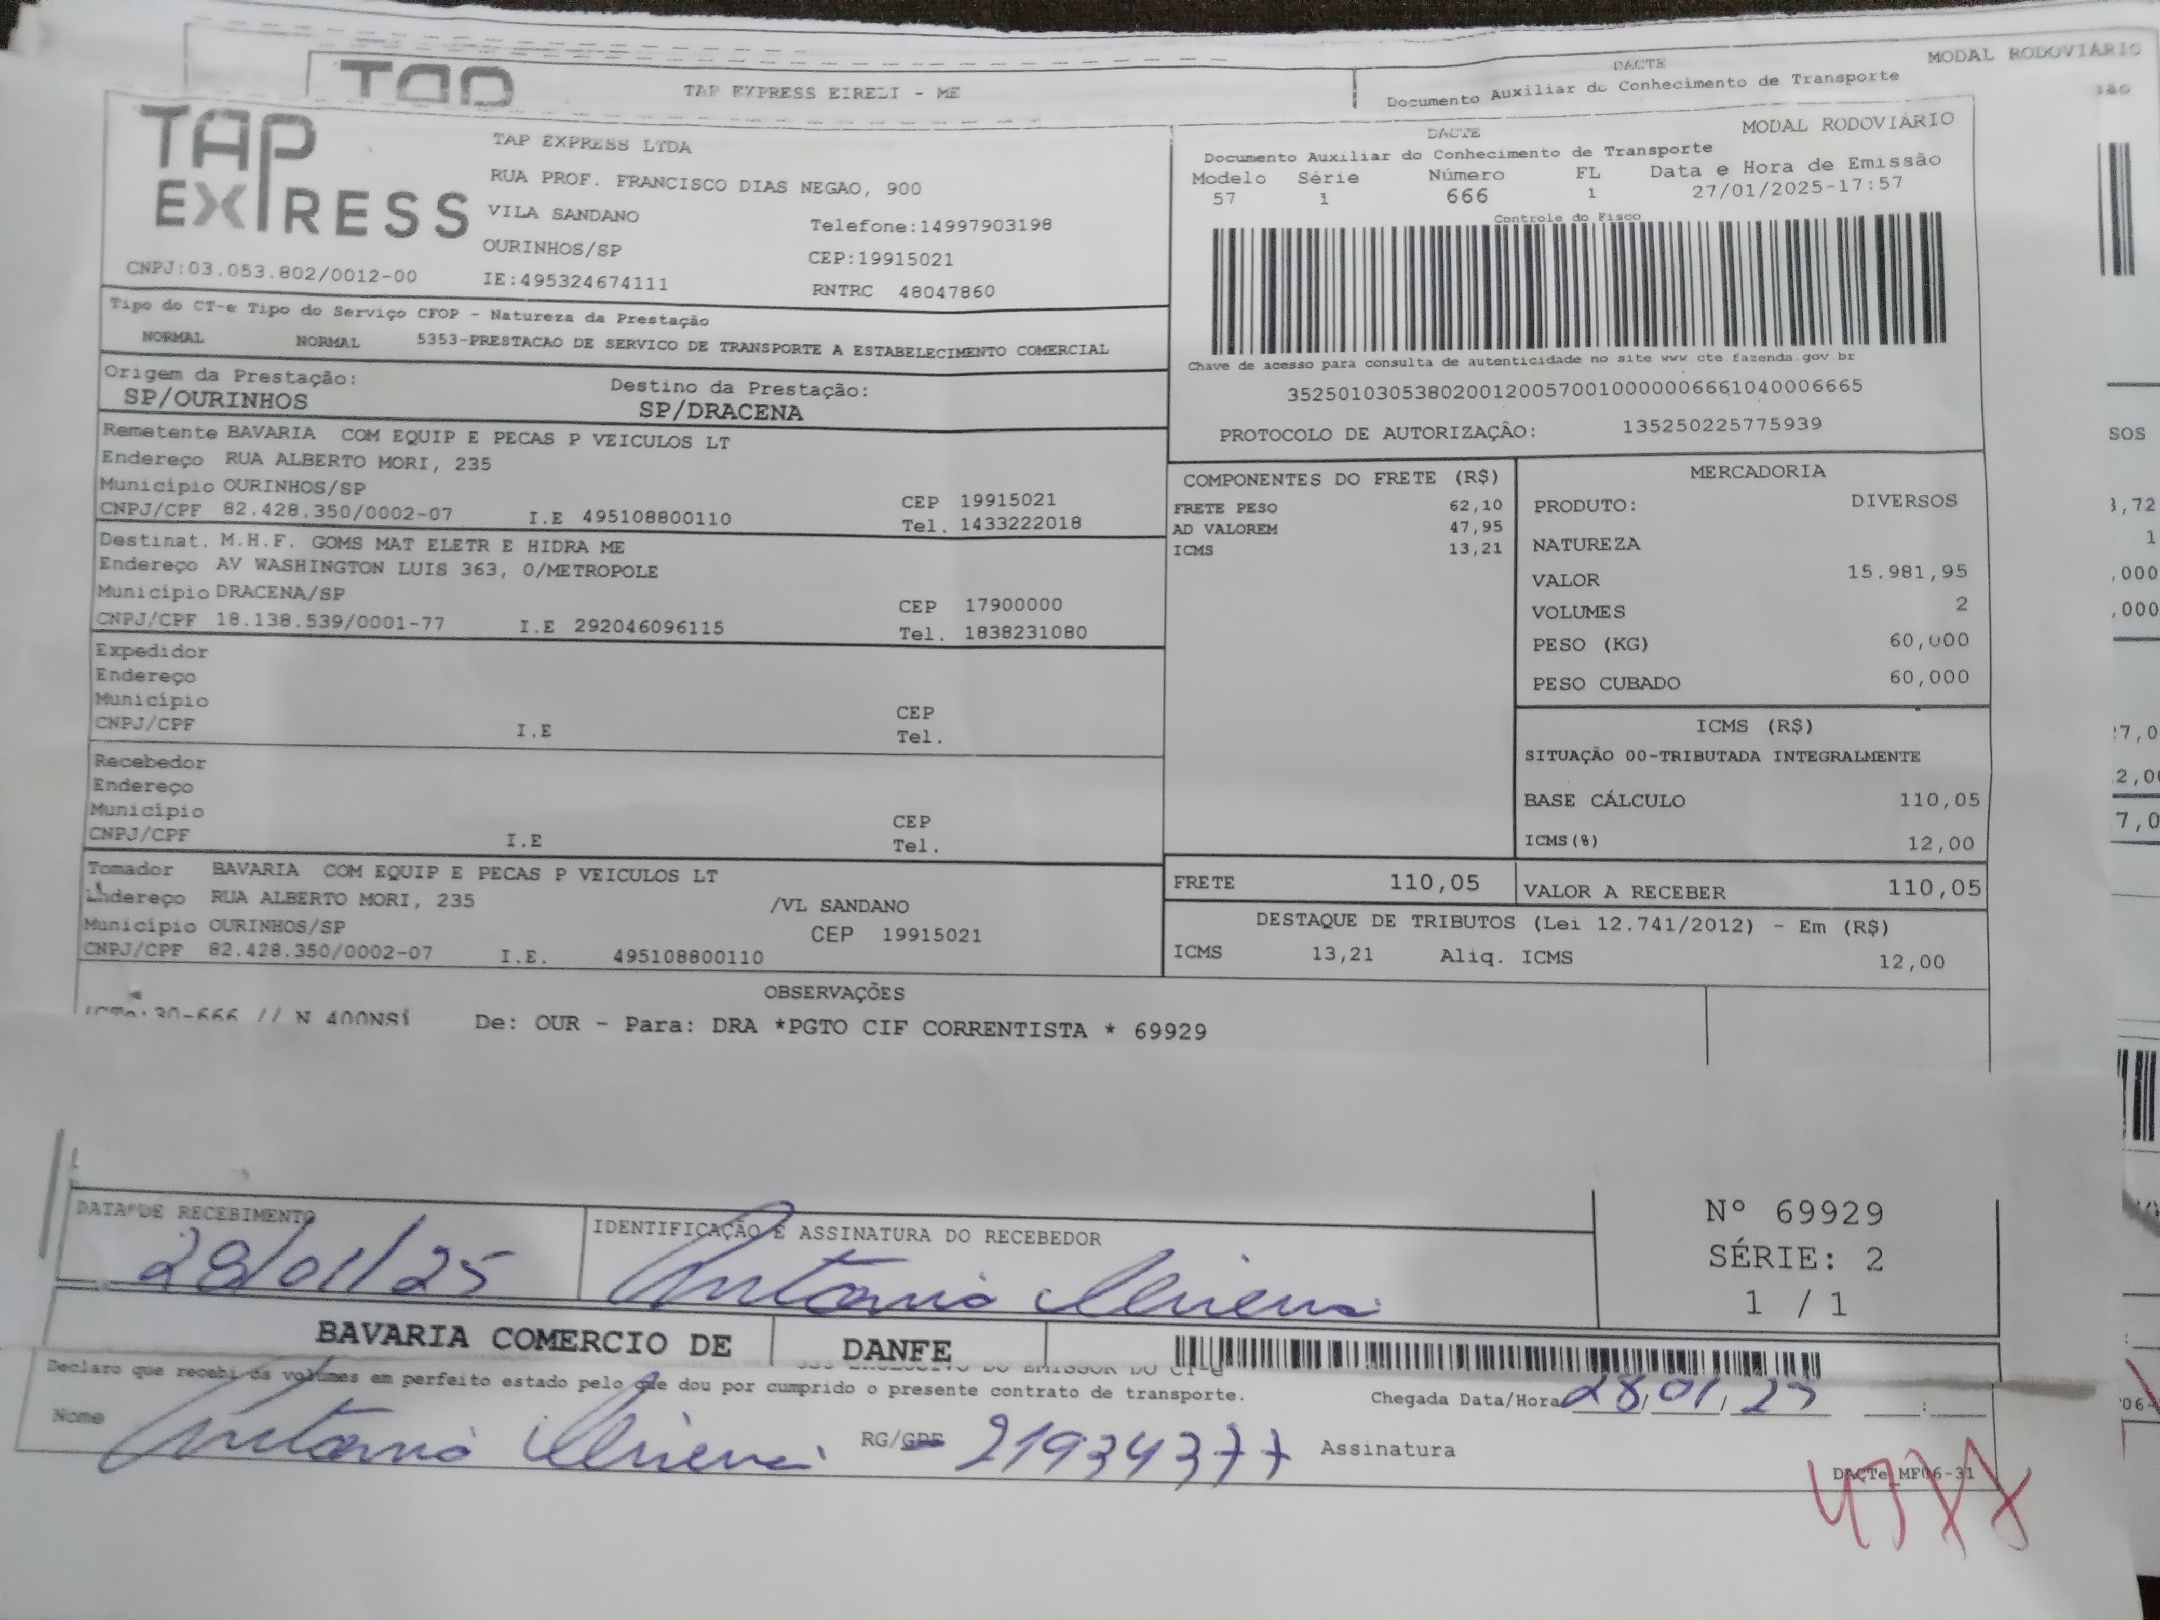 MODAL RODOVIÁRIO
TAP
TAP EXPRESS EIRELI - ME
DACTE
Documento Auxiliar do Conhecimento de Transporte
TAP EXPRESS
TAP EXPRESS LTDA
RUA PROF. FRANCISCO DIAS NEGAO, 900
VILA SANDANO
Telefone:14997903198
OURINHOS/SP
CEP:19915021
CNPJ:03.053.802/0012-00
IE:495324674111
RNTRC 48047860
DACTE
MODAL RODOVIÁRIO
Documento Auxiliar do Conhecimento de Transporte
Modelo Série Número FL Data e Hora de Emissão
57 1 666 1 27/01/2025-17:57
Controle do Fisco
Chave de acesso para consulta de autenticidade no site www.cte.fazenda.gov.br
35250103053802001200570010000006661040006665
PROTOCOLO DE AUTORIZAÇÃO: 135250225775939
Tipo do CT-e Tipo do Serviço CFOP - Natureza da Prestação
NORMAL NORMAL 5353-PRESTACAO DE SERVICO DE TRANSPORTE A ESTABELECIMENTO COMERCIAL
Origem da Prestação: Destino da Prestação:
SP/OURINHOS SP/DRACENA
Remetente BAVARIA COM EQUIP E PECAS P VEICULOS LT
Endereço RUA ALBERTO MORI, 235
Município OURINHOS/SP CEP 19915021
CNPJ/CPF 82.428.350/0002-07 I.E 495108800110 Tel. 1433222018
Destinat. M.H.F. GOMS MAT ELETR E HIDRA ME
Endereço AV WASHINGTON LUIS 363, 0/METROPOLE
Município DRACENA/SP CEP 17900000
CNPJ/CPF 18.138.539/0001-77 I.E 292046096115 Tel. 1838231080
Expedidor
Endereço
Município CEP
CNPJ/CPF I.E Tel.
Recebedor
Endereço
Município CEP
CNPJ/CPF I.E Tel.
Tomador BAVARIA COM EQUIP E PECAS P VEICULOS LT
Endereço RUA ALBERTO MORI, 235 /VL SANDANO
Município OURINHOS/SP CEP 19915021
CNPJ/CPF 82.428.350/0002-07 I.E. 495108800110
COMPONENTES DO FRETE (R$)
FRETE PESO 62,10
AD VALOREM 47,95
ICMS 13,21
MERCADORIA
PRODUTO: DIVERSOS
NATUREZA
VALOR 15.981,95
VOLUMES 2
PESO (KG) 60,000
PESO CUBADO 60,000
ICMS (R$)
SITUAÇÃO 00-TRIBUTADA INTEGRALMENTE
BASE CÁLCULO 110,05
ICMS(%) 12,00
FRETE 110,05 VALOR A RECEBER 110,05
DESTAQUE DE TRIBUTOS (Lei 12.741/2012) - Em (R$)
ICMS 13,21 Aliq. ICMS 12,00
OBSERVAÇÕES
De: OUR - Para: DRA *PGTO CIF CORRENTISTA * 69929
DATA DE RECEBIMENTO
28/01/25
IDENTIFICAÇÃO E ASSINATURA DO RECEBEDOR
Antonio
Nº 69929
SÉRIE: 2
1 / 1
BAVARIA COMERCIO DE
DANFE
Declaro que recebi os volumes em perfeito estado pelo que dou por cumprido o presente contrato de transporte.
Chegada Data/Hora 28/01/25
Nome Antonio RG/CPF 21934377 Assinatura
DACTe MF06-31